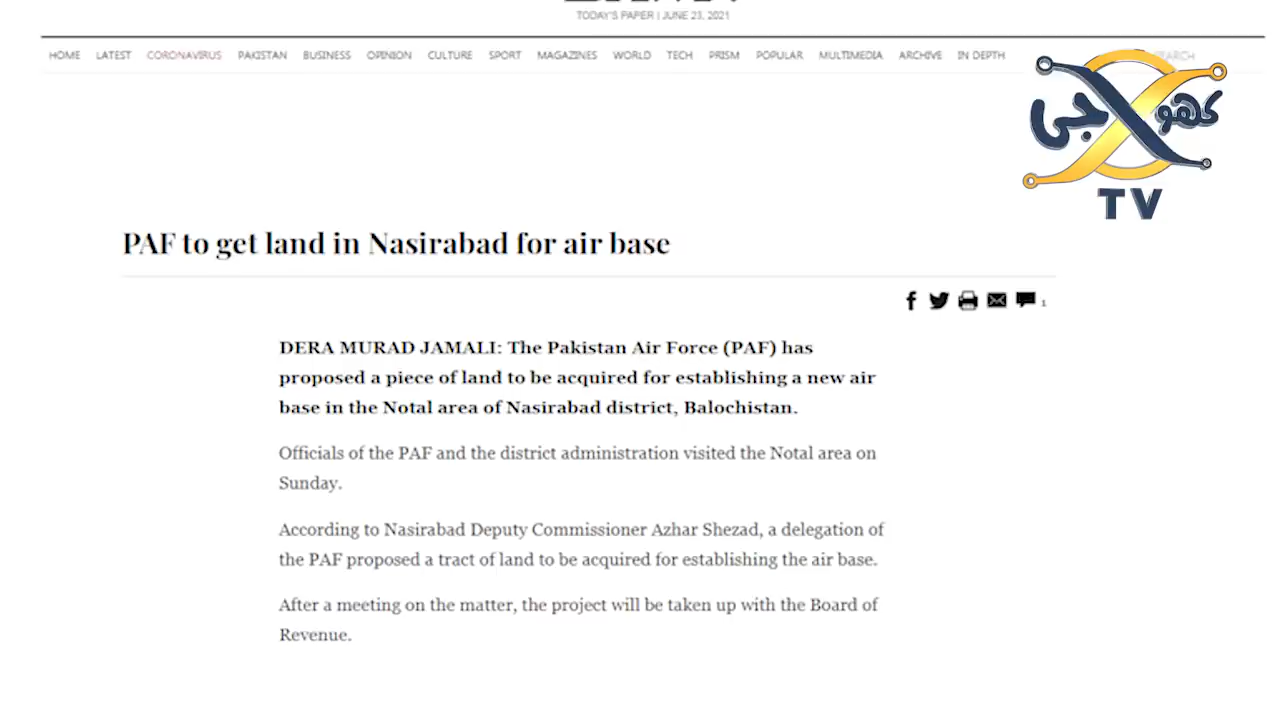 TODAY'S PAPER | JUNE 23, 2021
HOME LATEST CORONAVIRUS PAKISTAN BUSINESS OPINION CULTURE SPORT MAGAZINES WORLD TECH PRISM POPULAR MULTIMEDIA ARCHIVE IN DEPTH
کھوجی
TV
PAF to get land in Nasirabad for air base
1
DERA MURAD JAMALI: The Pakistan Air Force (PAF) has
proposed a piece of land to be acquired for establishing a new air
base in the Notal area of Nasirabad district, Balochistan.
Officials of the PAF and the district administration visited the Notal area on
Sunday.
According to Nasirabad Deputy Commissioner Azhar Shezad, a delegation of
the PAF proposed a tract of land to be acquired for establishing the air base.
After a meeting on the matter, the project will be taken up with the Board of
Revenue.